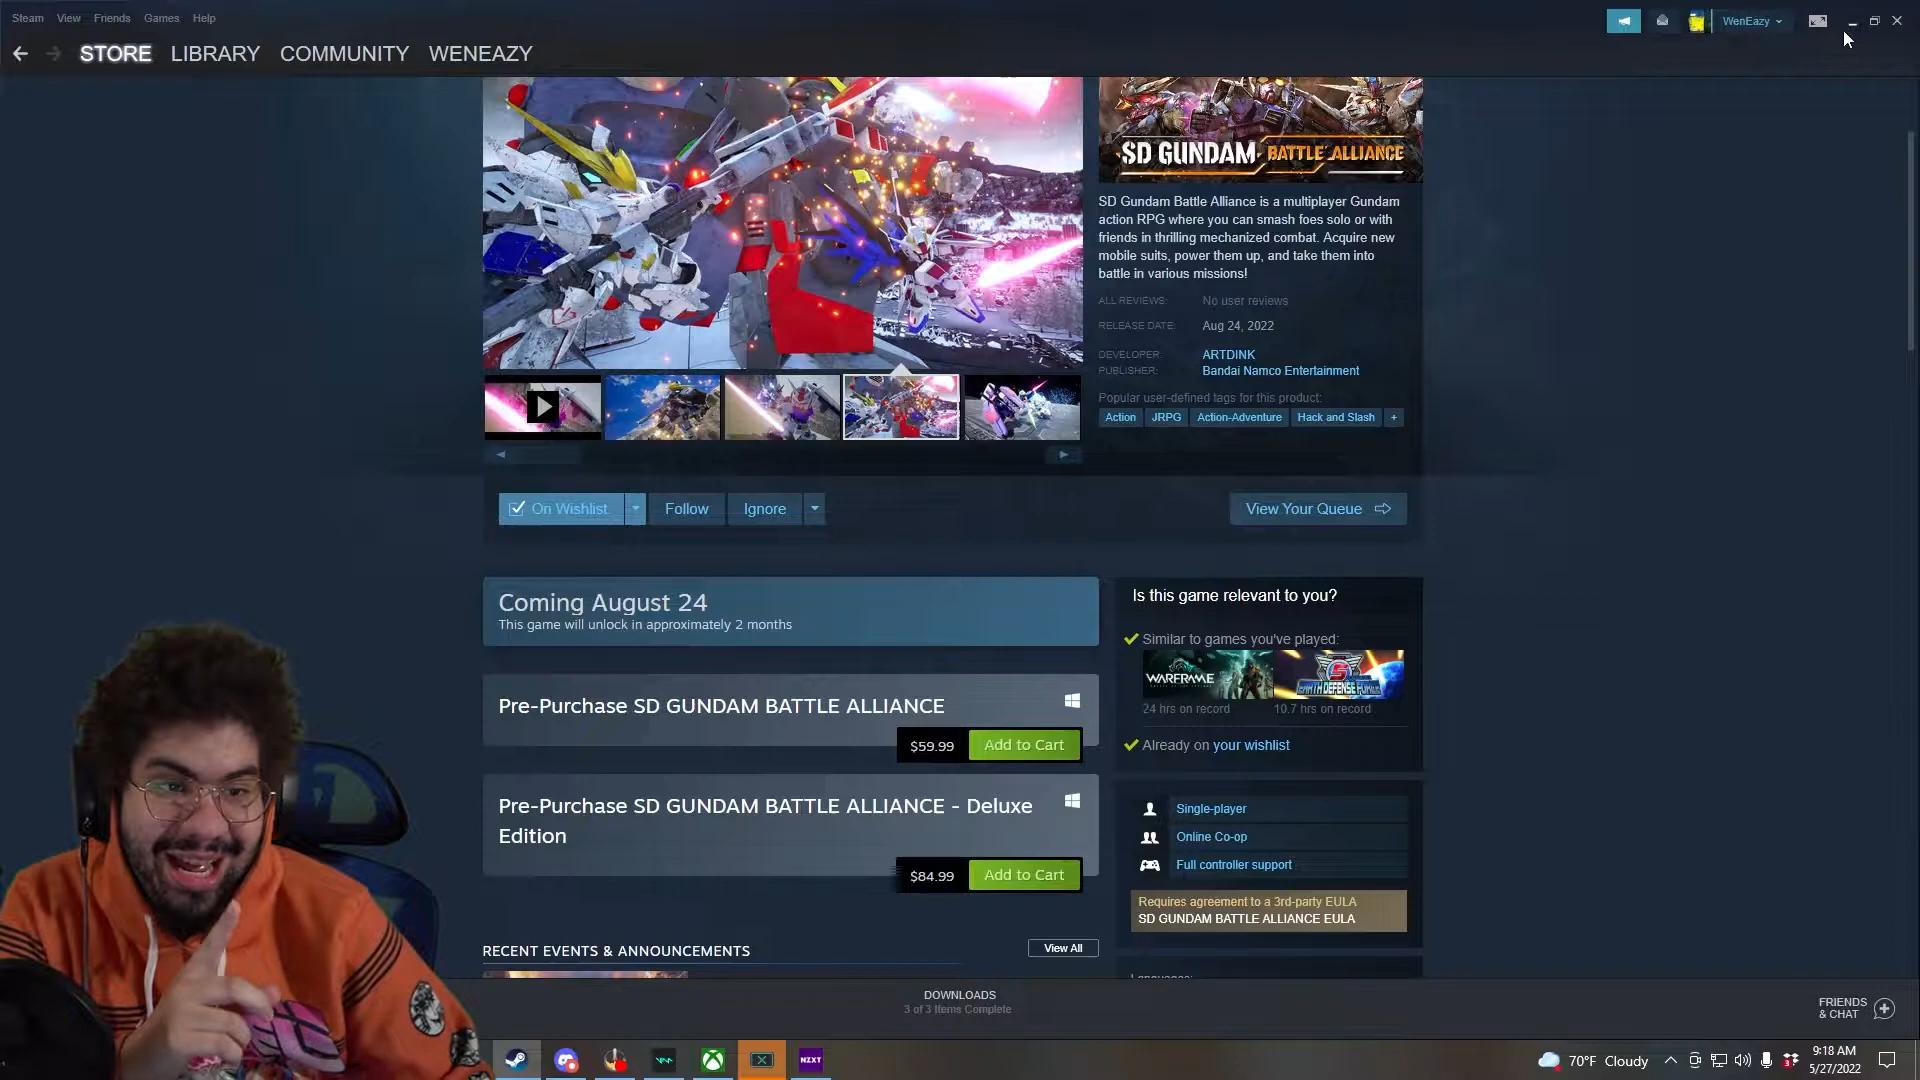 Steam View Friends Games Help
WenEazy
STORE LIBRARY COMMUNITY WENEAZY
SD GUNDAM BATTLE ALLIANCE
SD Gundam Battle Alliance is a multiplayer Gundam
action RPG where you can smash foes solo or with
friends in thrilling mechanized combat. Acquire new
mobile suits, power them up, and take them into
battle in various missions!
ALL REVIEWS: No user reviews
RELEASE DATE: Aug 24, 2022
DEVELOPER: ARTDINK
PUBLISHER: Bandai Namco Entertainment
Popular user-defined tags for this product:
Action JRPG Action-Adventure Hack and Slash +
On Wishlist Follow Ignore
View Your Queue
Coming August 24
This game will unlock in approximately 2 months
Pre-Purchase SD GUNDAM BATTLE ALLIANCE
$59.99 Add to Cart
Pre-Purchase SD GUNDAM BATTLE ALLIANCE - Deluxe
Edition
$84.99 Add to Cart
RECENT EVENTS & ANNOUNCEMENTS
View All
Is this game relevant to you?
Similar to games you've played:
WARFRAME
5
EARTH DEFENSE FORCE
24 hrs on record 10.7 hrs on record
Already on your wishlist
Single-player
Online Co-op
Full controller support
Requires agreement to a 3rd-party EULA
SD GUNDAM BATTLE ALLIANCE EULA
Languages:
DOWNLOADS
3 of 3 Items Complete
FRIENDS
& CHAT
NZXT
70°F Cloudy
9:18 AM
5/27/2022